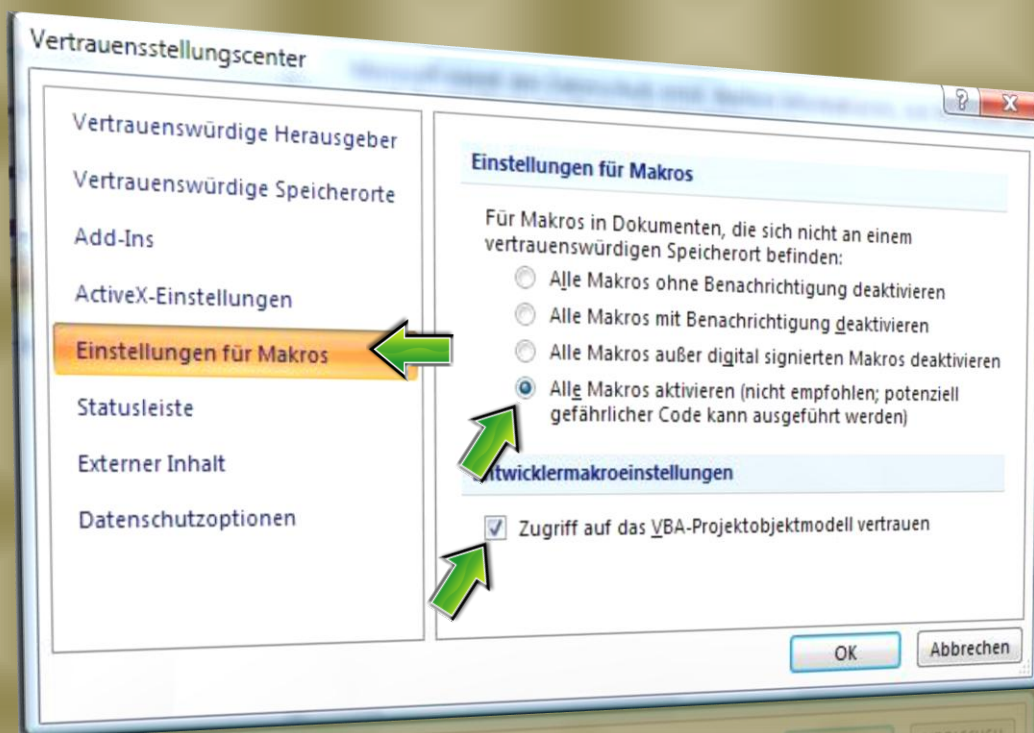 Vertrauensstellungscenter
Vertrauenswürdige Herausgeber
Vertrauenswürdige Speicherorte
Add-Ins
ActiveX-Einstellungen
Einstellungen für Makros
Statusleiste
Externer Inhalt
Datenschutzoptionen
Einstellungen für Makros
Für Makros in Dokumenten, die sich nicht an einem
vertrauenswürdigen Speicherort befinden:
Alle Makros ohne Benachrichtigung deaktivieren
Alle Makros mit Benachrichtigung deaktivieren
Alle Makros außer digital signierten Makros deaktivieren
Alle Makros aktivieren (nicht empfohlen; potenziell
gefährlicher Code kann ausgeführt werden)
ntwicklermakroeinstellungen
Zugriff auf das VBA-Projektobjektmodell vertrauen
OK
Abbrechen